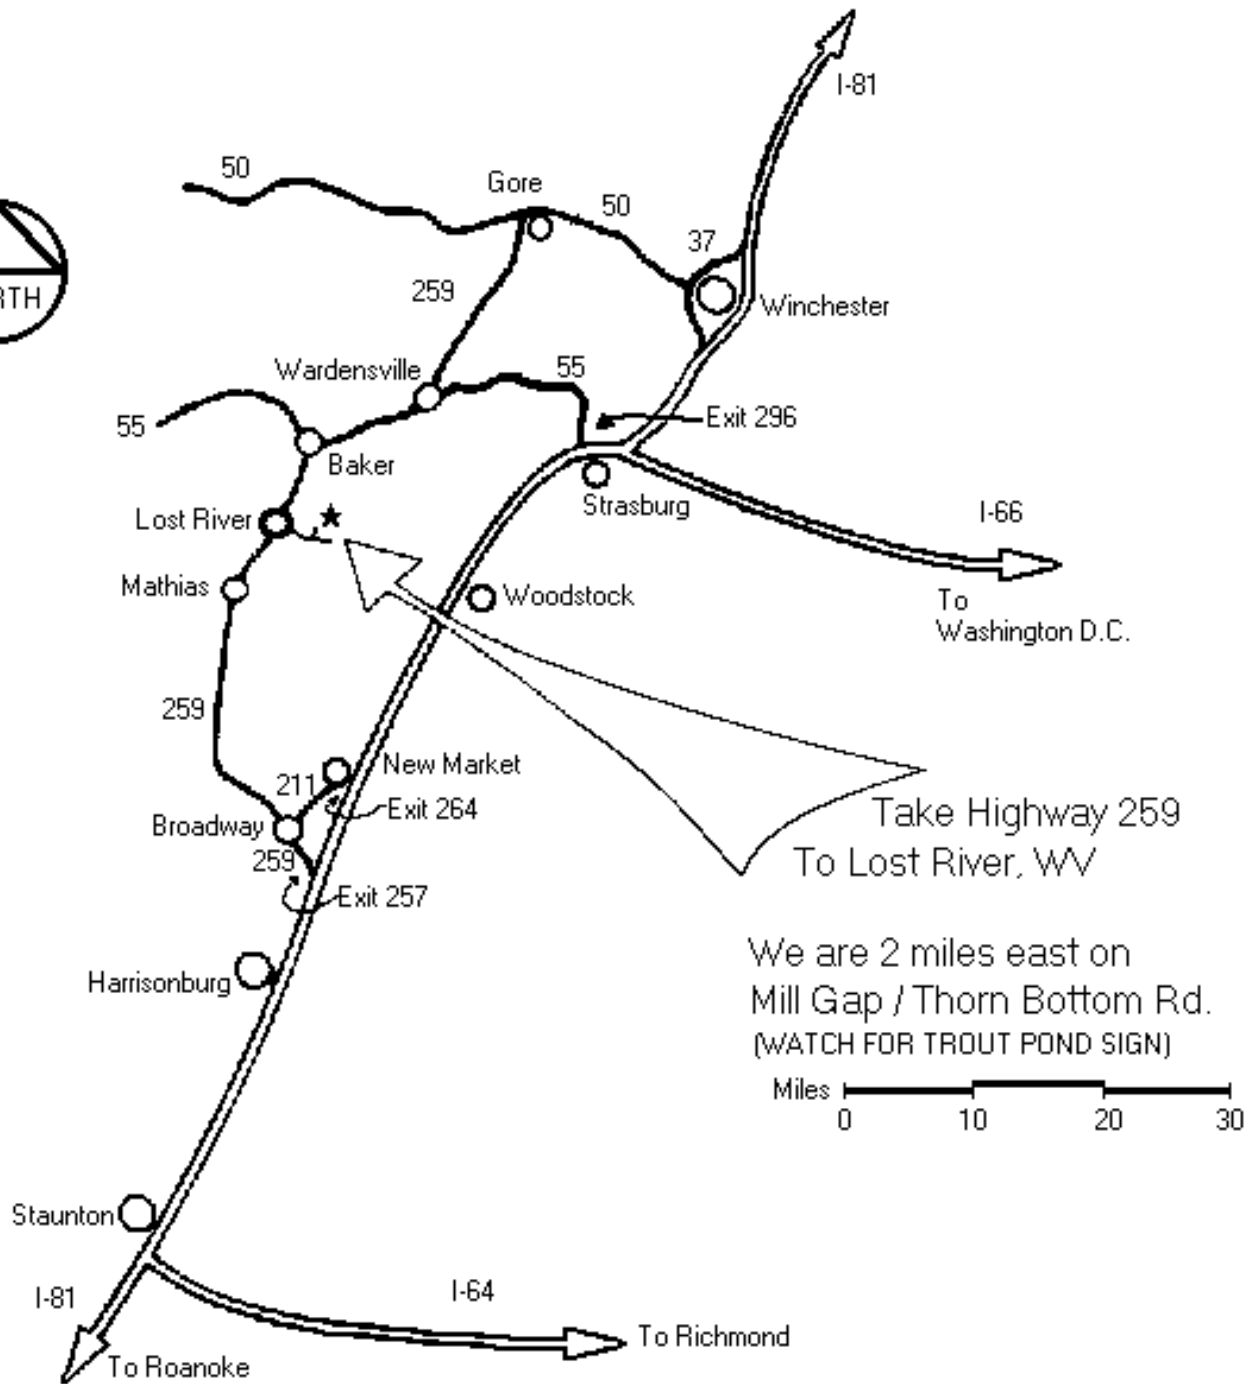 I-81
50
Gore
50
37
259
Winchester
Wardensville
55
Exit 296
55
Baker
Strasburg
Lost River
I-66
Mathias
Woodstock
To
Washington D.C.
259
New Market
211
Exit 264
Broadway
259
Exit 257
Take Highway 259
To Lost River, WV
We are 2 miles east on
Mill Gap / Thorn Bottom Rd.
(WATCH FOR TROUT POND SIGN)
Harrisonburg
Miles
0 10 20 30
Staunton
I-81
I-64
To Richmond
To Roanoke